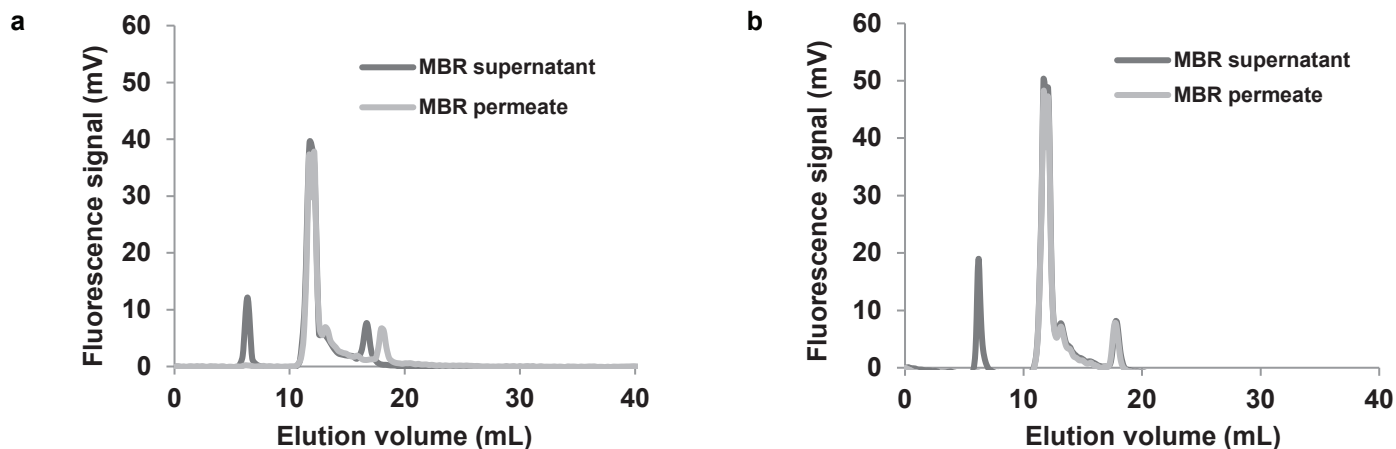 a
60
50
40
30
20
10
0
Fluorescence signal (mV)
MBR supernatant
MBR permeate
0 10 20 30 40
Elution volume (mL)
b
60
50
40
30
20
10
0
Fluorescence signal (mV)
MBR supernatant
MBR permeate
0 10 20 30 40
Elution volume (mL)